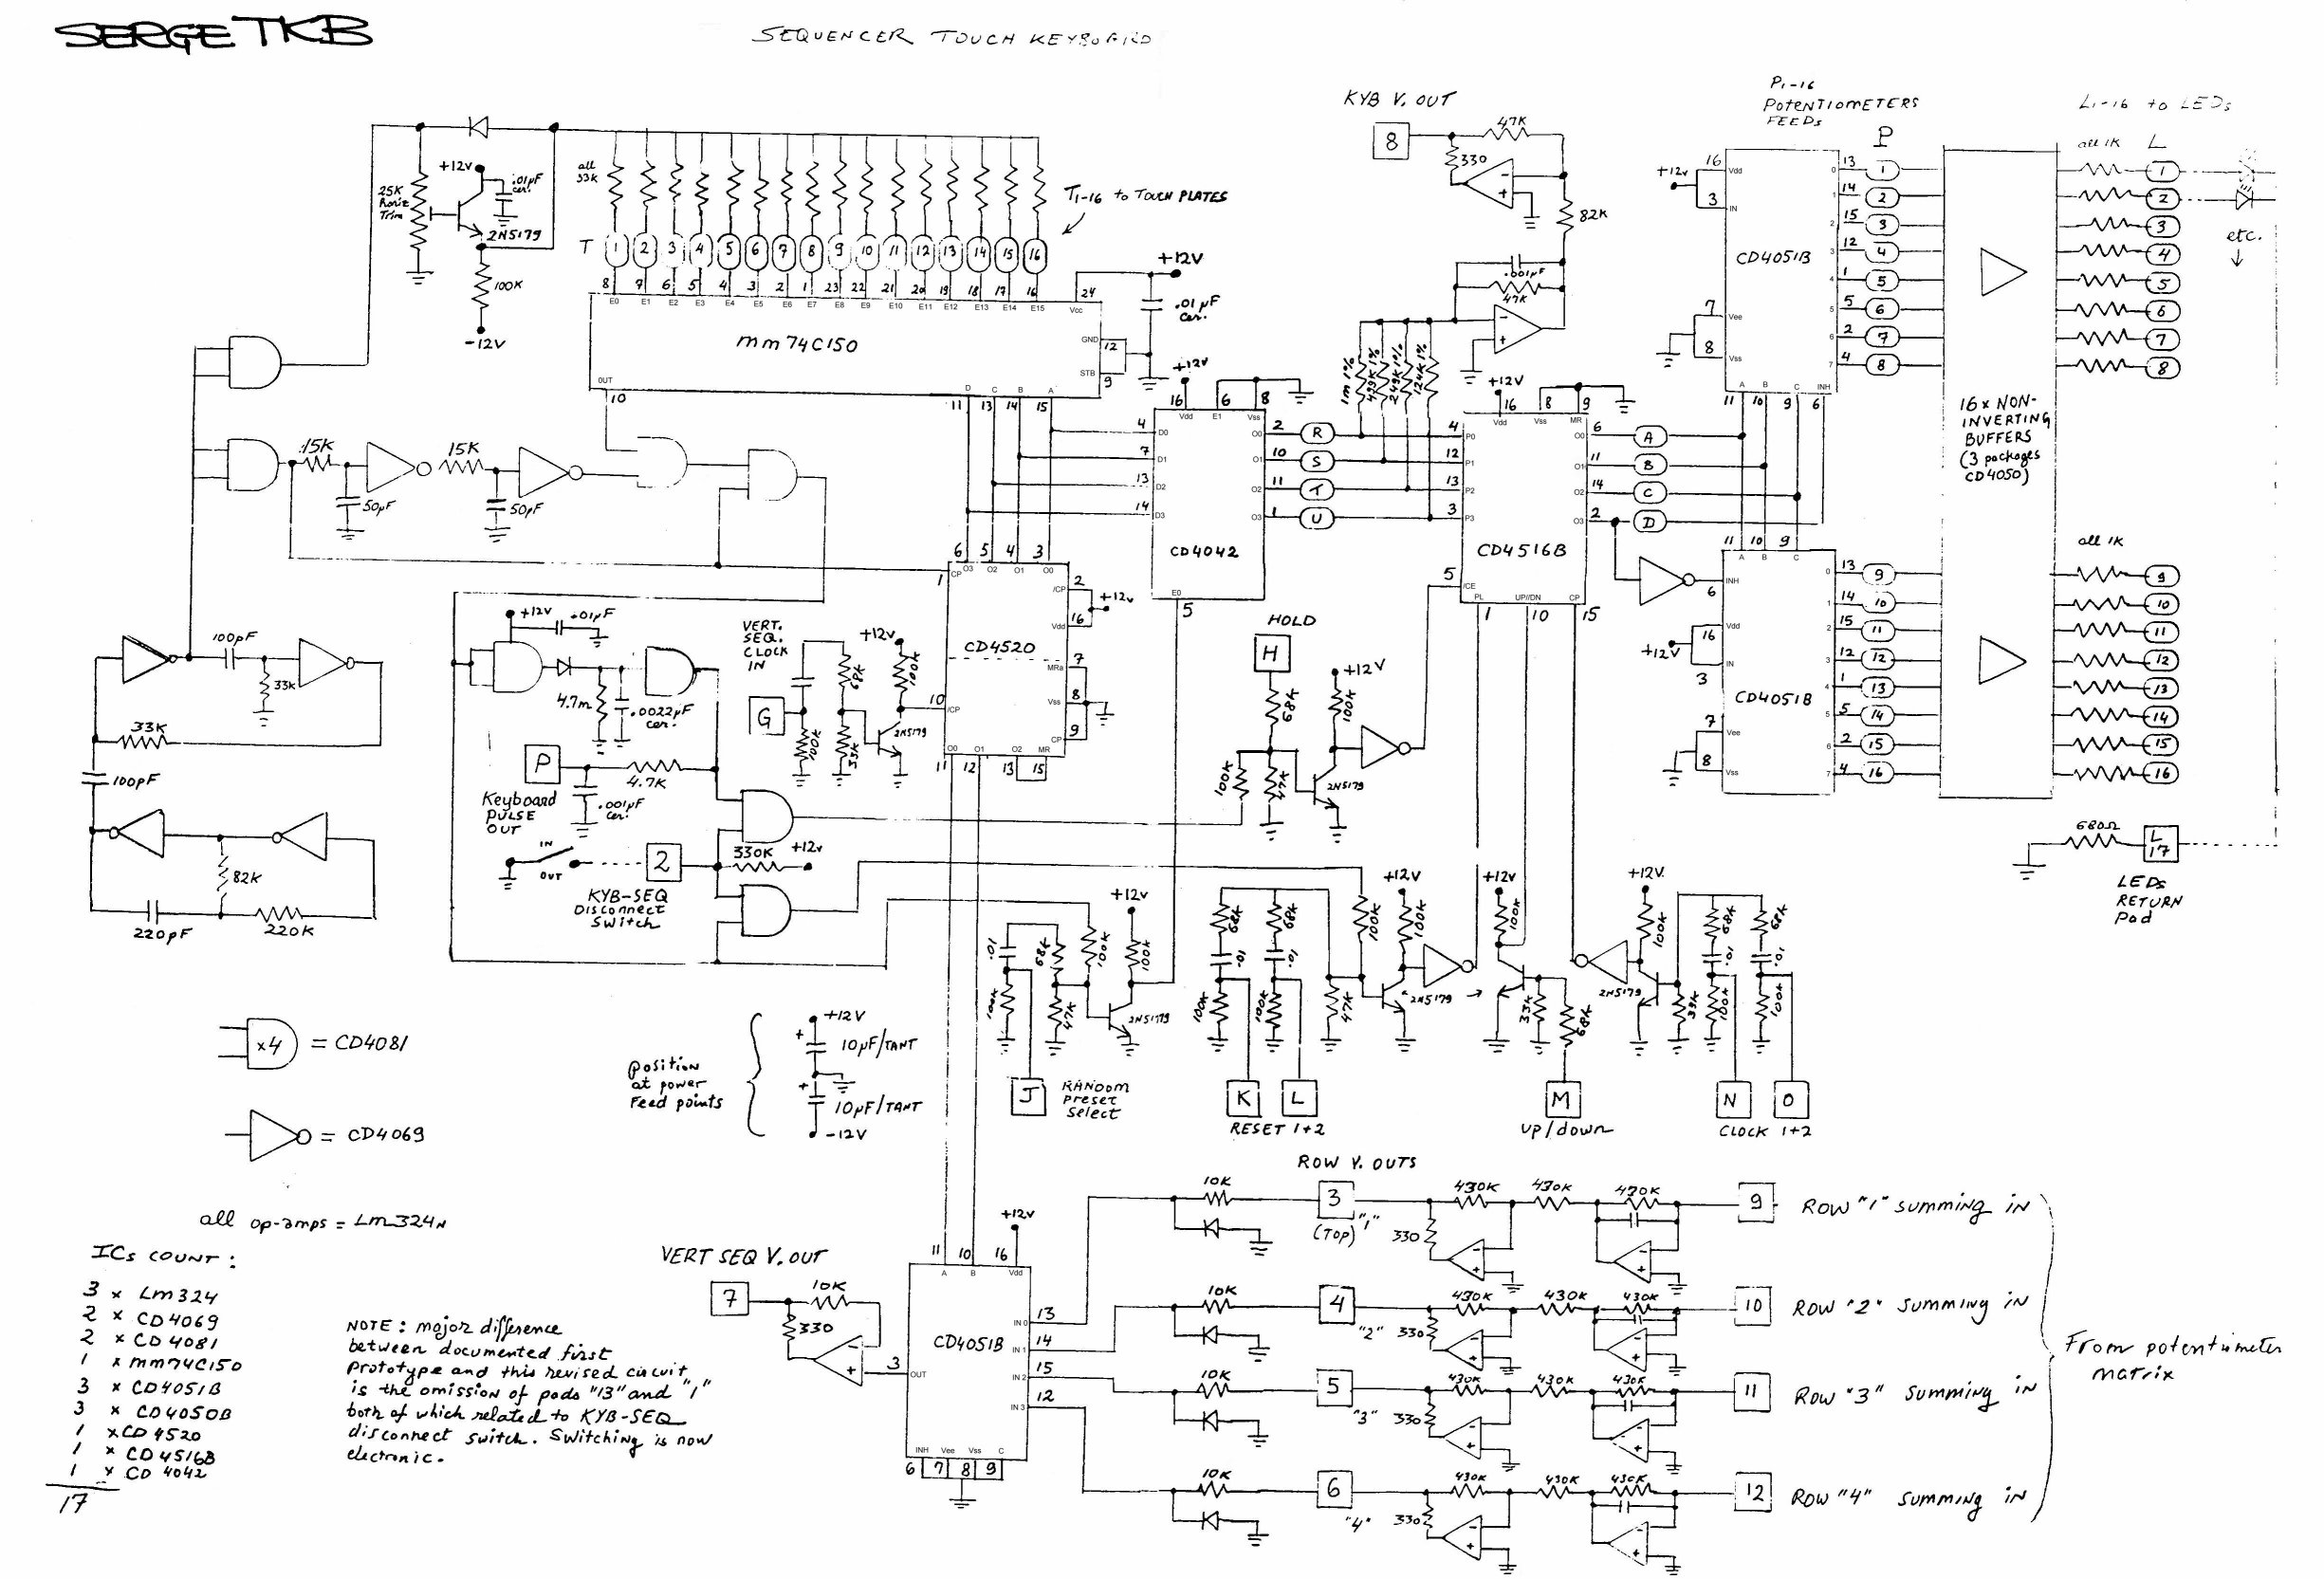 SERGE TKB
SEQUENCER TOUCH KEYBOARD
KYB V. OUT
8
47K
330
82K
.001µF
47K
P1-16
POTENTIOMETERS
FEEDs
P
L1-16 to LEDs
all 1K
L
etc.
+12V
25K
horiz
Trim
.01µF
cer.
2N5179
100K
-12V
all
33k
T1-16 to TOUCH PLATES
T
1 2 3 4 5 6 7 8 9 10 11 12 13 14 15 16
8 7 6 5 4 3 2 1 23 22 21 20 19 18 17 16 24
E0 E1 E2 E3 E4 E5 E6 E7 E8 E9 E10 E11 E12 E13 E14 E15 Vcc
mm74C150
GND 12
STB 9
OUT
10
D C B A
11 13 14 15
+12V
.01µF
cer.
+12V
16 6 8
Vdd E1 Vss
4 D0
7 D1
13 D2
14 D3
O0 2 R
O1 10 S
O2 11 T
O3 1 U
CD4042
E0
5
1m 1%
499K 1%
249K 1%
124K 1%
+12V
16 8 9
Vdd Vss MR
4 P0
12 P1
13 P2
3 P3
O0 6 A
O1 11 B
O2 14 C
O3 2 D
CD4516B
5 /CE
PL UP//DN CP
1 10 15
+12V
16 Vdd
3 IN
CD4051B
7 Vee
8 Vss
A B C INH
11 10 9 6
0 13 1
1 14 2
2 15 3
3 12 4
4 1 5
5 5 6
6 2 7
7 4 8
16 x NON-
INVERTING
BUFFERS
(3 packages
CD4050)
1
2
3
4
5
6
7
8
11 10 9
A B C
INH
6
+12V
16 Vdd
IN
3
CD4051B
7 Vee
8 Vss
0 13 9
1 14 10
2 15 11
3 12 12
4 1 13
5 5 14
6 2 15
7 4 16
all 1K
9
10
11
12
13
14
15
16
680Ω
L
17
LEDs
RETURN
Pad
15K
15K
50pF
50pF
6 5 4 3
O3 O2 O1 O0
1 CP
/CP 2
+12V
Vdd 16
CD4520
MRa 7
Vss 8
CP 9
10 /CP
O0 O1 O2 MR
11 12 13 15
100pF
33K
33K
100pF
82K
220pF
220K
+12V
.01µF
4.7m
.0022µF
cer.
VERT.
SEQ.
CLOCK
IN
G
100K
68K
33K
+12V
100K
2N5179
P
4.7K
.001µF
cer.
Keyboard
PULSE
OUT
IN
OUT
2
330K
+12V
KYB-SEQ
Disconnect
Switch
HOLD
H
68K
100K
47K
+12V
100K
2N5179
.01
100K
68K
47K
100K
+12V
100K
2N5179
J
RANDOM
Preset
Select
68K
.01
100K
68K
.01
100K
47K
100K
+12V
100K
2N5179
K L
RESET 1+2
+12V
100K
33K
68K
M
up/down
+12V
100K
2N5179
33K
68K
.01
100K
68K
.01
100K
N O
CLOCK 1+2
x4 = CD4081
= CD4069
position
at power
Feed points
+12V
+
10µF/TANT
+
10µF/TANT
-12V
all op-amps = LM324N
ICs COUNT:
3 x LM324
2 x CD4069
2 x CD4081
1 x mm74C150
3 x CD4051B
3 x CD4050B
1 x CD4520
1 x CD4516B
1 x CD 4042
17
NOTE: major difference
between documented first
prototype and this revised circuit
is the omission of pads "13" and "1"
both of which related to KYB-SEQ
disconnect switch. Switching is now
electronic.
VERT SEQ V. OUT
7
10K
330
+12V
11 10 16
A B Vdd
CD4051B
3 OUT
IN 0 13
IN 1 14
IN 2 15
IN 3 12
INH Vee Vss C
6 7 8 9
ROW V. OUTS
10K
3
"1"
(TOP)
330
430K 430K 430K
9
ROW "1" summing in
10K
4
"2"
330
430K 430K 430K
10
ROW "2" summing in
10K
5
"3"
330
430K 430K 430K
11
ROW "3" summing in
10K
6
"4"
330
430K 430K 430K
12
ROW "4" summing in
From potentiometer
matrix